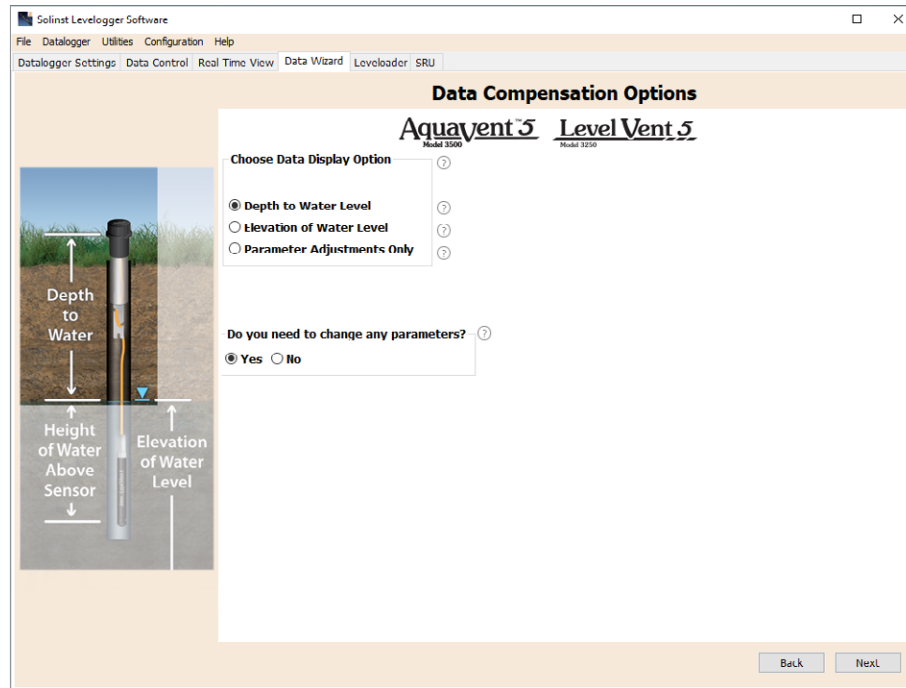 Solinst Levelogger Software
File Datalogger Utilities Configuration Help
Datalogger Settings Data Control Real Time View Data Wizard Leveloader SRU
Data Compensation Options
Aquavent™5 Level Vent 5
Model 3500 Model 3250
Choose Data Display Option ?
Depth to Water Level ?
Elevation of Water Level ?
Parameter Adjustments Only ?
Do you need to change any parameters? ?
Yes No
Depth
to
Water
Height
of Water
Above
Sensor
Elevation
of Water
Level
Back Next